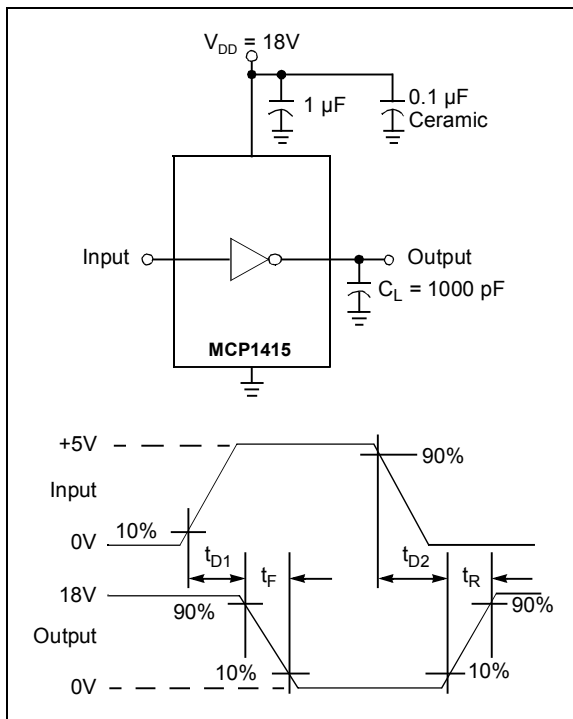 V_DD = 18V
1 µF
0.1 µF
Ceramic
Input
Output
C_L = 1000 pF
MCP1415
+5V
90%
Input
10%
0V
t_D1
t_F
t_D2
t_R
18V
90%
90%
Output
10%
10%
0V